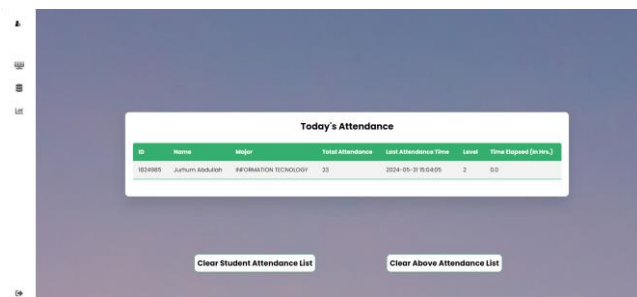 Today's Attendance
ID Name Major Total Attendance Last Attendance Time Level Time Elapsed (in Hrs.)
1824985 Jumum Abdullah INFORMATION TECNOLOGY 23 2024-05-31 15:04:05 2 0.0
Clear Student Attendance List Clear Above Attendance List